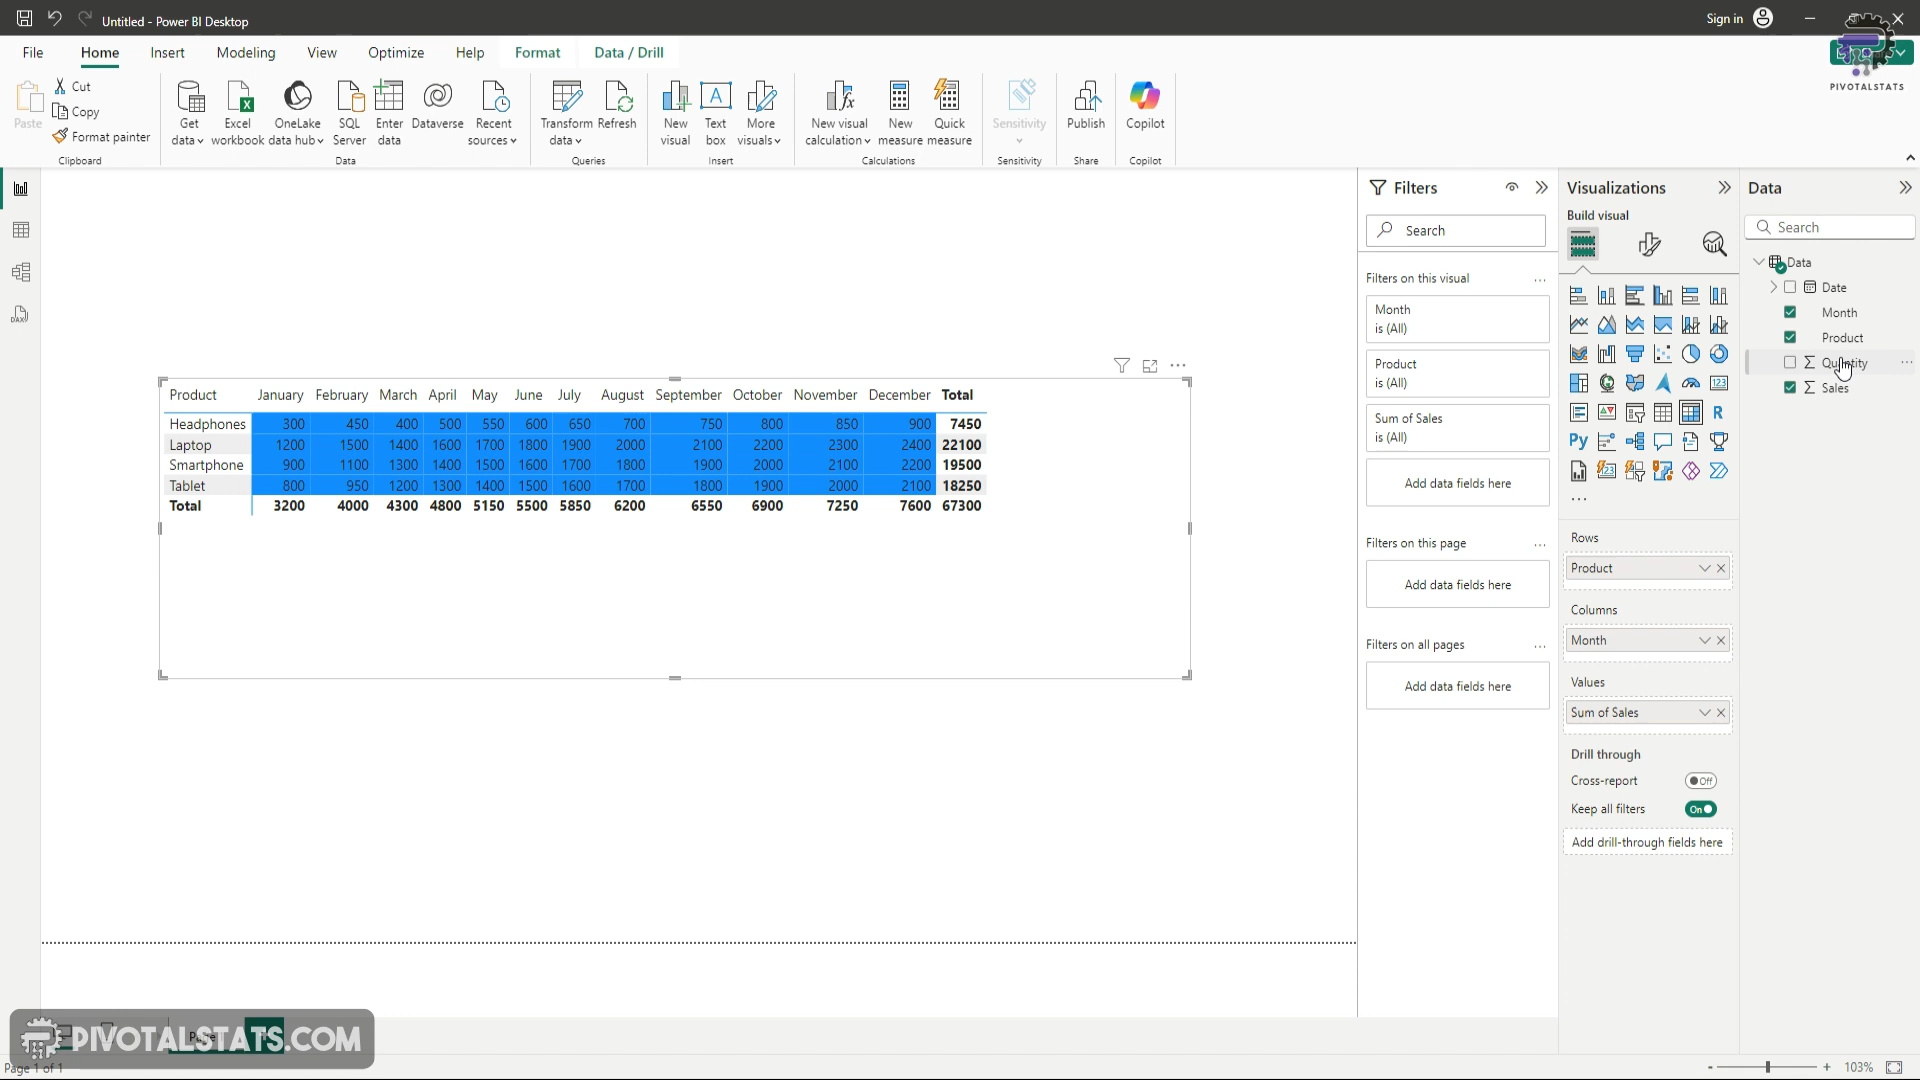 Untitled - Power BI Desktop
Sign in
File Home Insert Modeling View Optimize Help Format Data / Drill
PIVOTALSTATS
Paste
Cut
Copy
Format painter
Clipboard
Get data
Excel workbook
OneLake data hub
SQL Server
Enter data
Dataverse
Recent sources
Data
Transform data
Refresh
Queries
New visual
Text box
More visuals
Insert
New visual calculation
New measure
Quick measure
Calculations
Sensitivity
Sensitivity
Publish
Share
Copilot
Copilot
DAX
Product January February March April May June July August September October November December Total
Headphones 300 450 400 500 550 600 650 700 750 800 850 900 7450
Laptop 1200 1500 1400 1600 1700 1800 1900 2000 2100 2200 2300 2400 22100
Smartphone 900 1100 1300 1400 1500 1600 1700 1800 1900 2000 2100 2200 19500
Tablet 800 950 1200 1300 1400 1500 1600 1700 1800 1900 2000 2100 18250
Total 3200 4000 4300 4800 5150 5500 5850 6200 6550 6900 7250 7600 67300
Filters
Search
Filters on this visual
Month
is (All)
Product
is (All)
Sum of Sales
is (All)
Add data fields here
Filters on this page
Add data fields here
Filters on all pages
Add data fields here
Visualizations
Build visual
123
R
Py
123
Rows
Product
Columns
Month
Values
Sum of Sales
Drill through
Cross-report Off
Keep all filters On
Add drill-through fields here
Data
Search
Data
Date
Month
Product
Σ Quantity
Σ Sales
PIVOTALSTATS.COM
Page 1 of 1
- + 103%